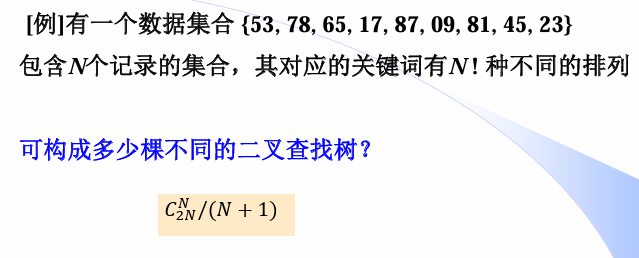 [例]有一个数据集合 {53, 78, 65, 17, 87, 09, 81, 45, 23}
包含N个记录的集合，其对应的关键词有N! 种不同的排列
可构成多少棵不同的二叉查找树？
$C_{2N}^{N}/(N+1)$